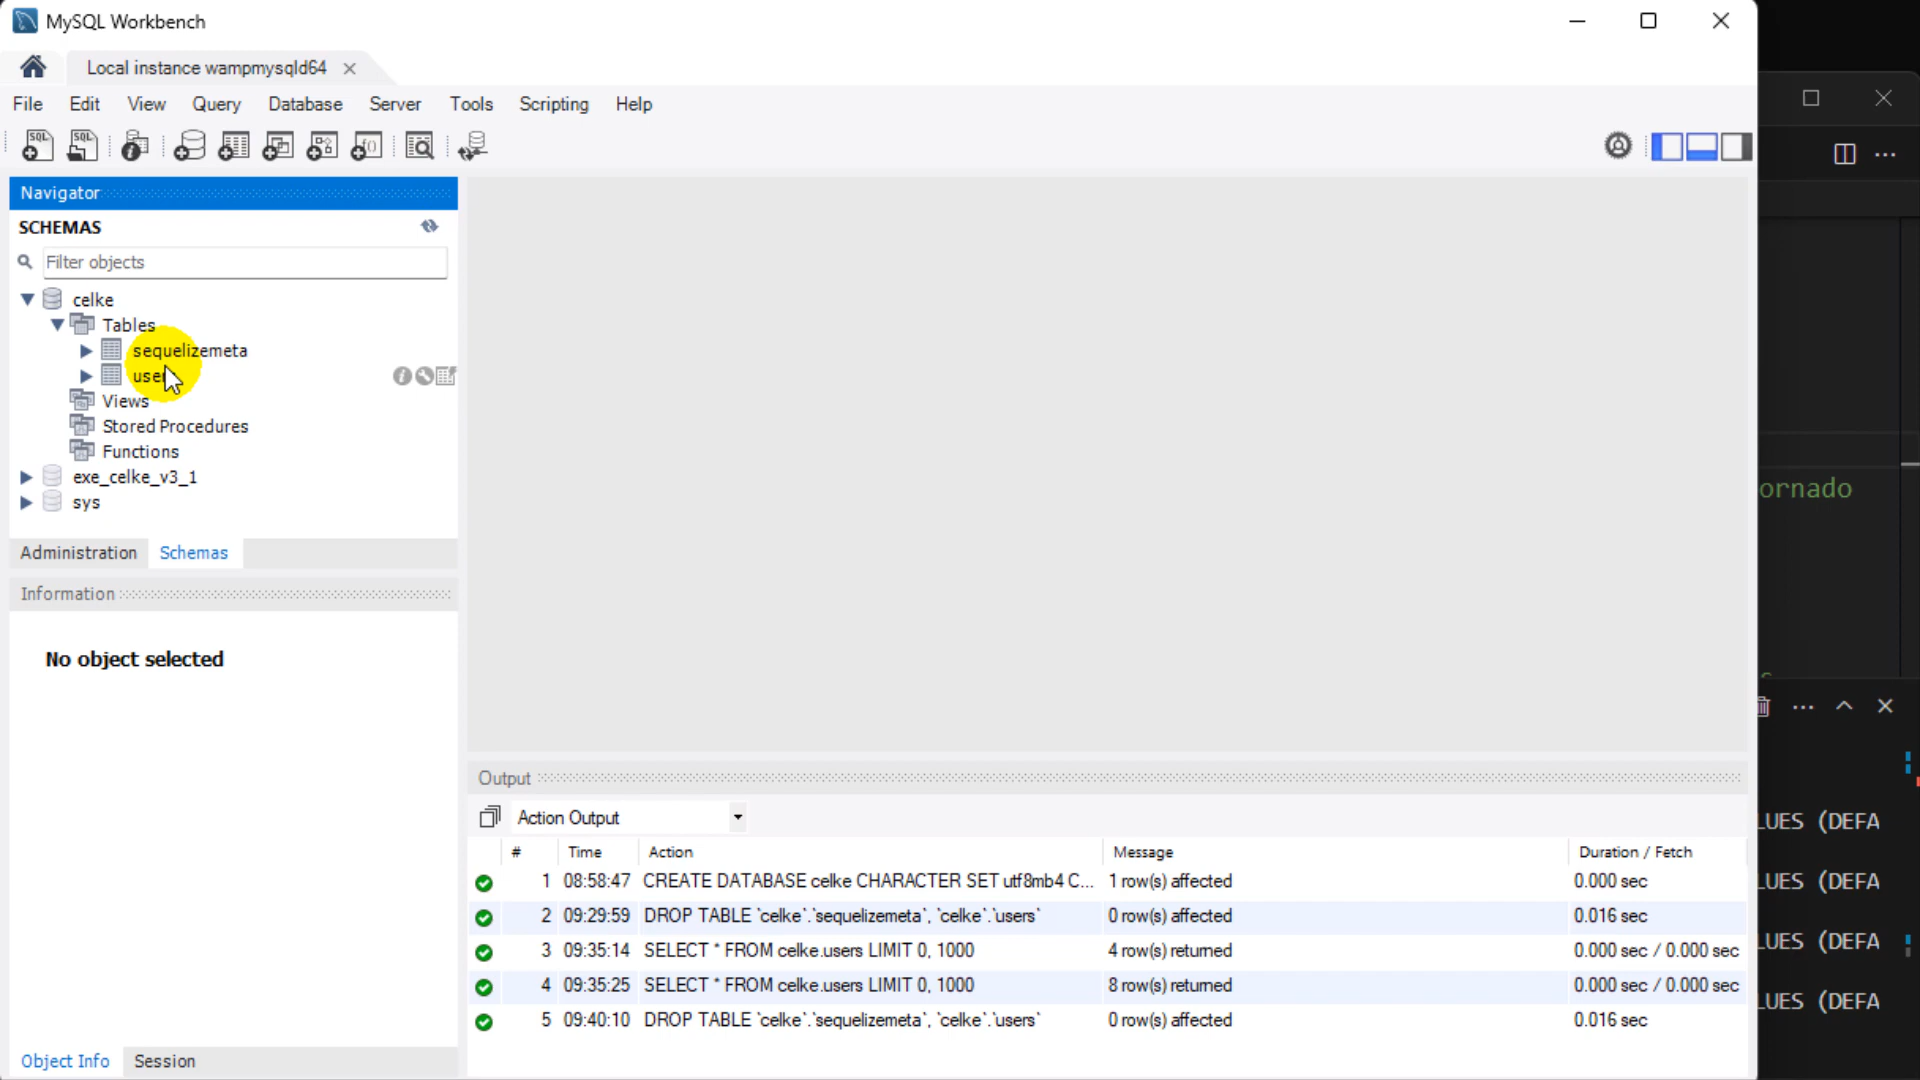 MySQL Workbench
Local instance wampmysqld64
File Edit View Query Database Server Tools Scripting Help
Navigator
SCHEMAS
Filter objects
celke
Tables
sequelizemeta
Views
Stored Procedures
Functions
exe_celke_v3_1
sys
Administration Schemas
Information
No object selected
Object Info Session
Output
Action Output
# Time Action Message Duration / Fetch
1 08:58:47 CREATE DATABASE celke CHARACTER SET utf8mb4 C... 1 row(s) affected 0.000 sec
2 09:29:59 DROP TABLE `celke`.`sequelizemeta`, `celke`.`users` 0 row(s) affected 0.016 sec
3 09:35:14 SELECT * FROM celke.users LIMIT 0, 1000 4 row(s) returned 0.000 sec / 0.000 sec
4 09:35:25 SELECT * FROM celke.users LIMIT 0, 1000 8 row(s) returned 0.000 sec / 0.000 sec
5 09:40:10 DROP TABLE `celke`.`sequelizemeta`, `celke`.`users` 0 row(s) affected 0.016 sec
ornado
LUES (DEFA
LUES (DEFA
LUES (DEFA
LUES (DEFA